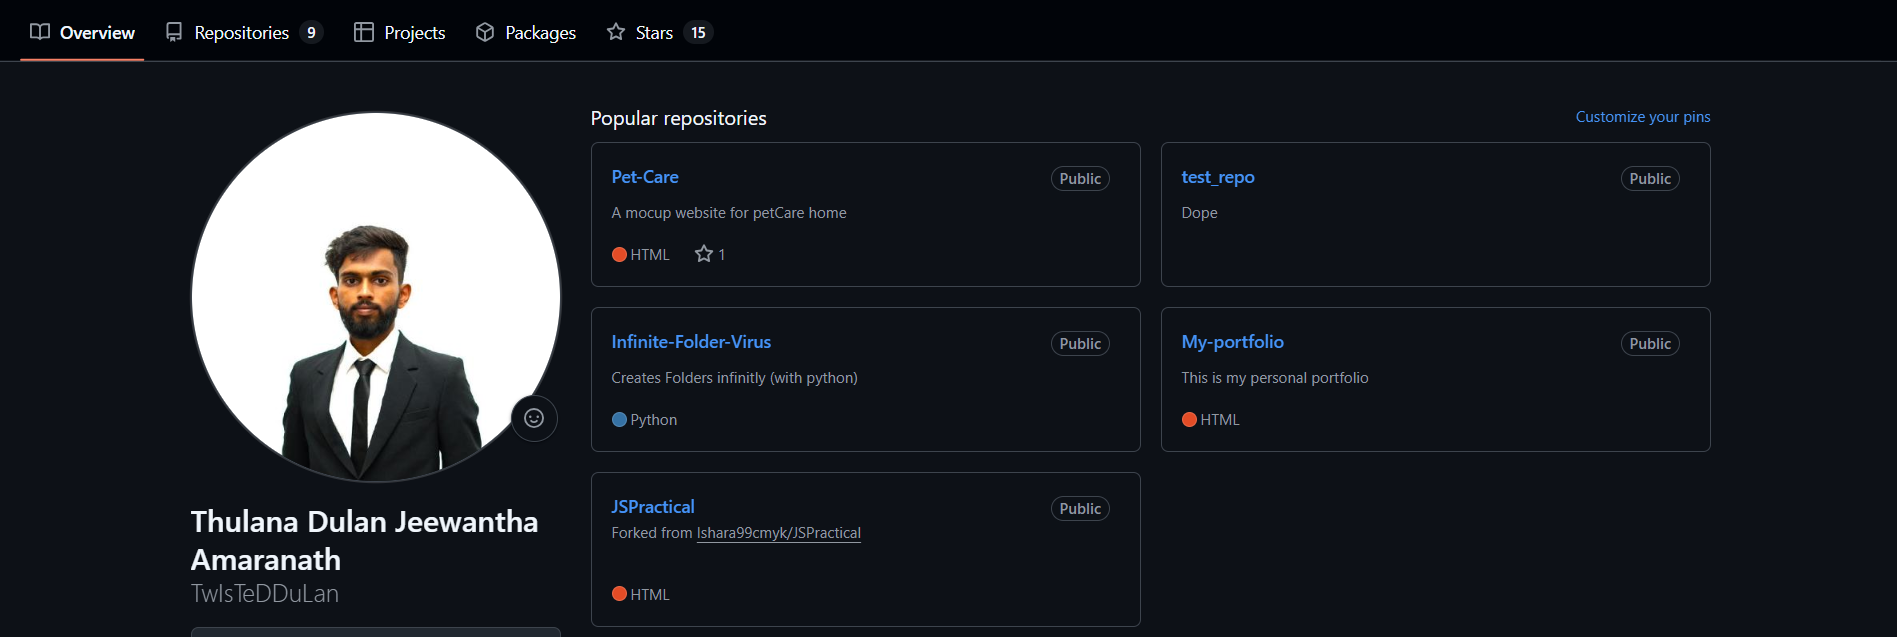 Overview Repositories 9 Projects Packages Stars 15
Popular repositories
Customize your pins
Pet-Care Public
A mocup website for petCare home
HTML 1
test_repo Public
Dope
Infinite-Folder-Virus Public
Creates Folders infinitly (with python)
Python
My-portfolio Public
This is my personal portfolio
HTML
JSPractical Public
Forked from Ishara99cmyk/JSPractical
HTML
Thulana Dulan Jeewantha
Amaranath
TwIsTeDDuLan